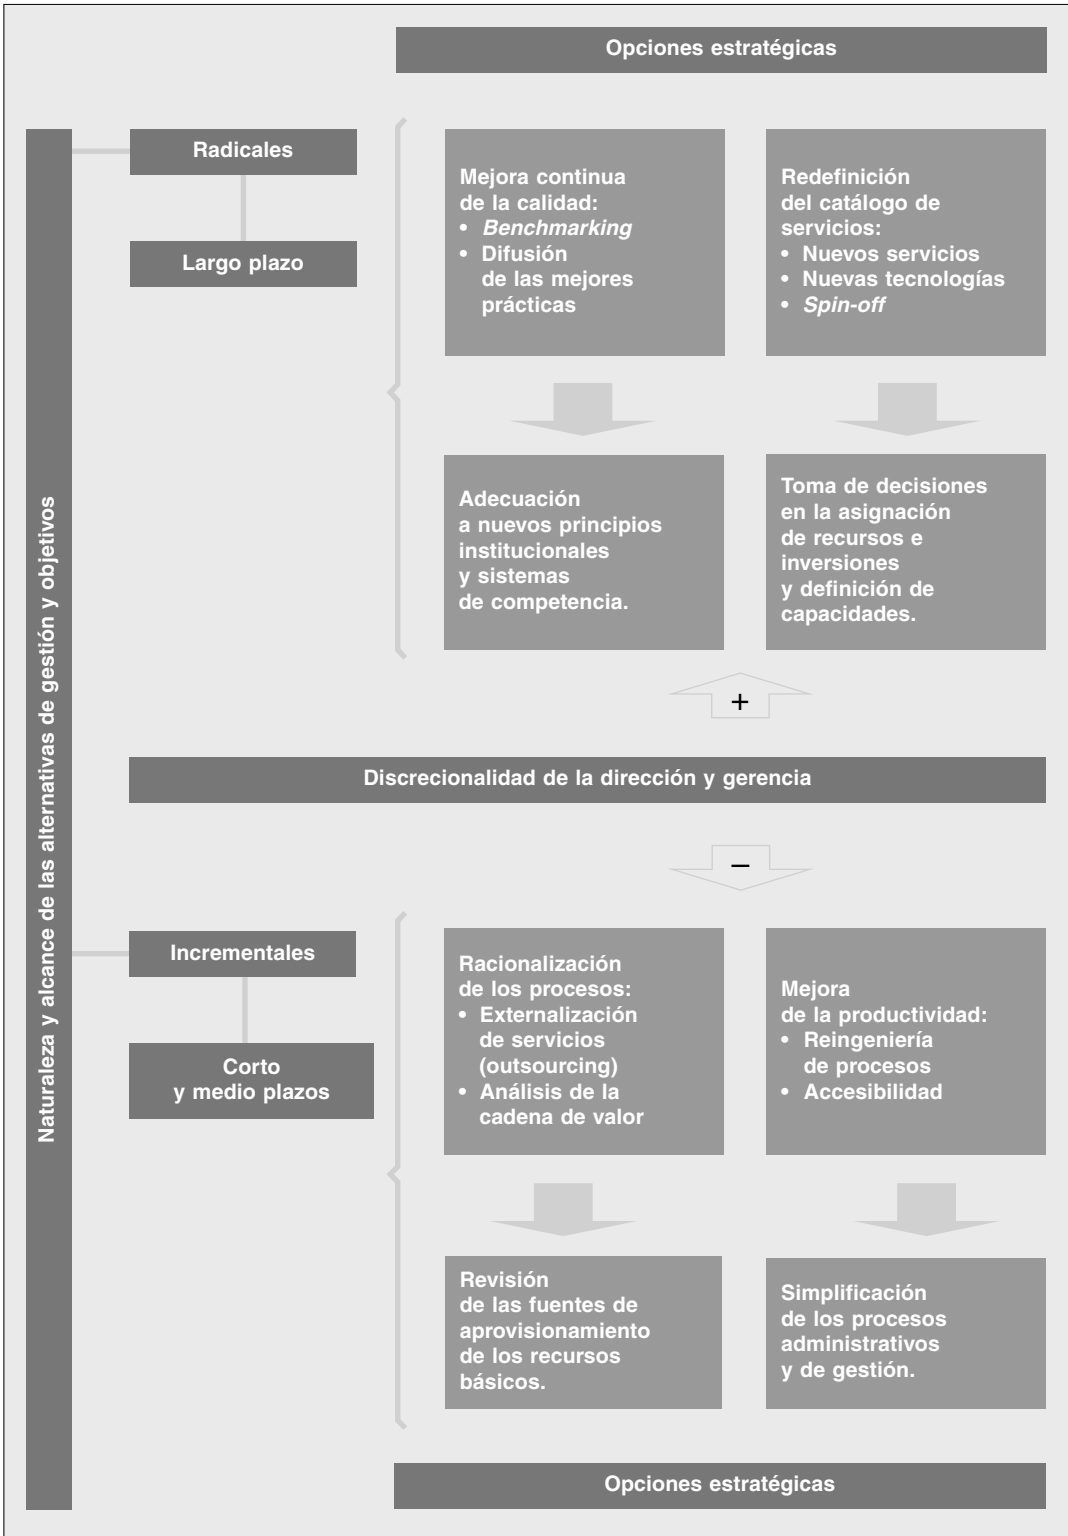 Opciones estratégicas
Naturaleza y alcance de las alternativas de gestión y objetivos
Radicales
Largo plazo
Mejora continua
de la calidad:
• Benchmarking
• Difusión
de las mejores
prácticas
Redefinición
del catálogo de
servicios:
• Nuevos servicios
• Nuevas tecnologías
• Spin-off
Adecuación
a nuevos principios
institucionales
y sistemas
de competencia.
Toma de decisiones
en la asignación
de recursos e
inversiones
y definición de
capacidades.
+
Discrecionalidad de la dirección y gerencia
–
Incrementales
Corto
y medio plazos
Racionalización
de los procesos:
• Externalización
de servicios
(outsourcing)
• Análisis de la
cadena de valor
Mejora
de la productividad:
• Reingeniería
de procesos
• Accesibilidad
Revisión
de las fuentes de
aprovisionamiento
de los recursos
básicos.
Simplificación
de los procesos
administrativos
y de gestión.
Opciones estratégicas